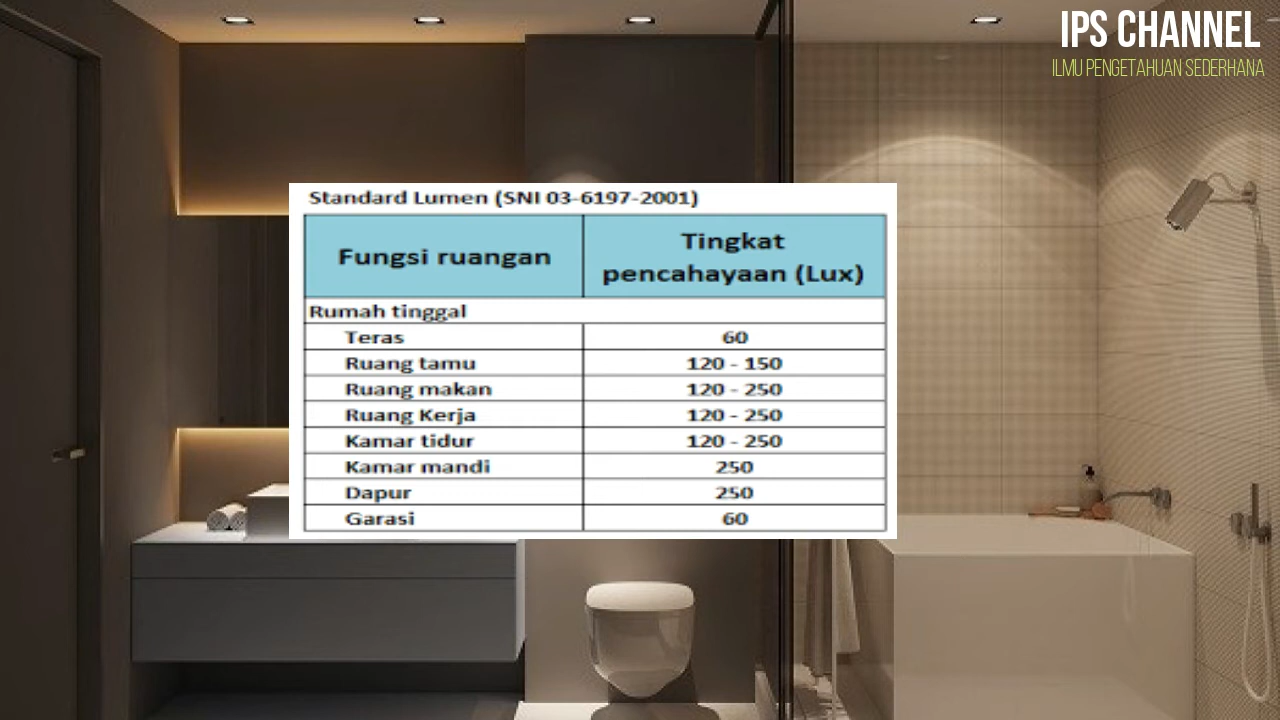 IPS CHANNEL
ILMU PENGETAHUAN SEDERHANA
Standard Lumen (SNI 03-6197-2001)
Fungsi ruangan Tingkat pencahayaan (Lux)
Rumah tinggal
Teras 60
Ruang tamu 120 - 150
Ruang makan 120 - 250
Ruang Kerja 120 - 250
Kamar tidur 120 - 250
Kamar mandi 250
Dapur 250
Garasi 60